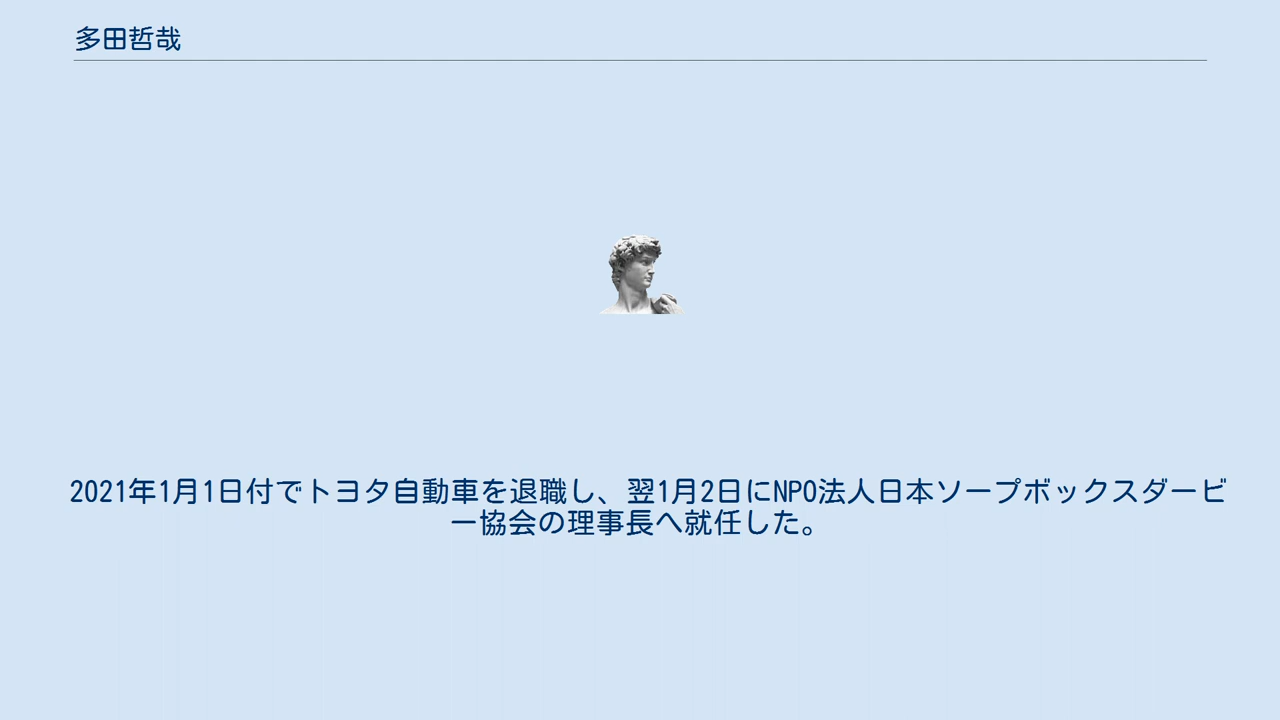 多田哲哉
2021年1月1日付でトヨタ自動車を退職し、翌1月2日にNPO法人日本ソープボックスダービ
ー協会の理事長へ就任した。